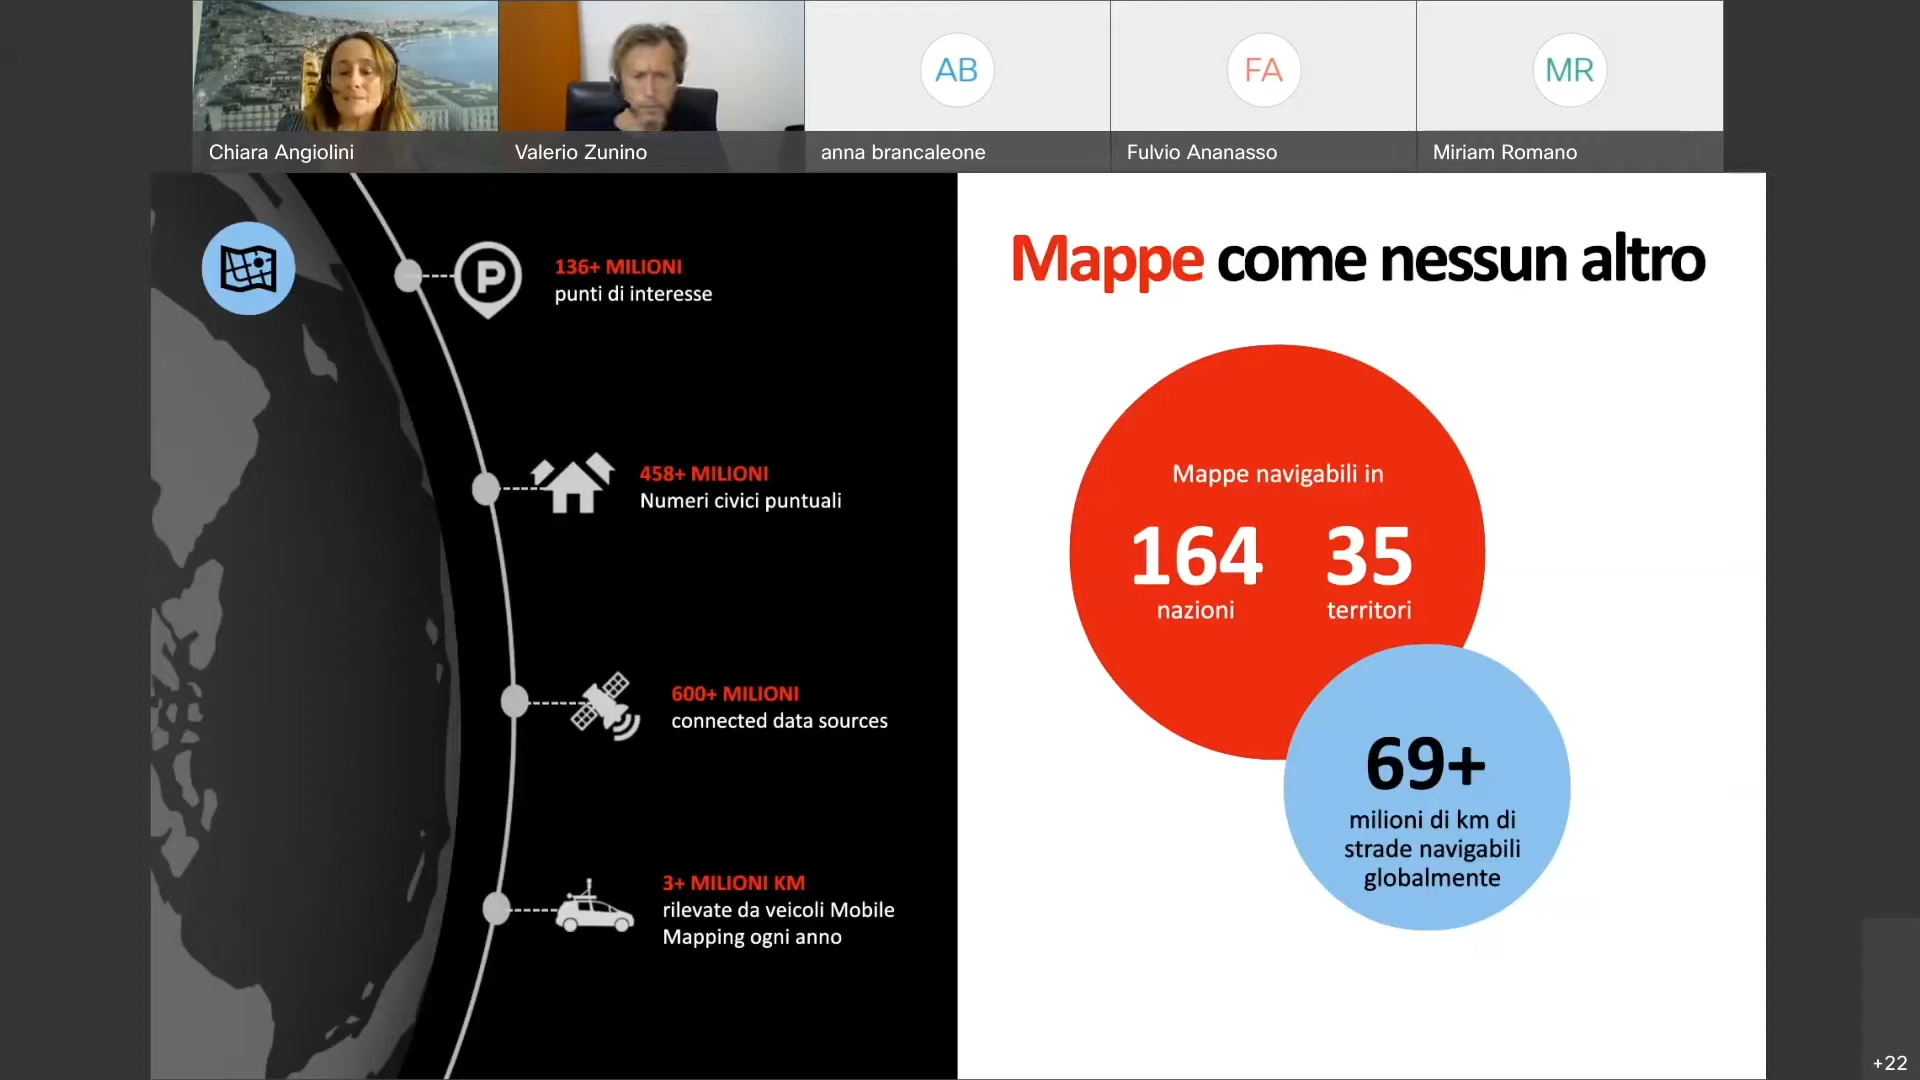 AB
FA
MR
Chiara Angiolini
Valerio Zunino
anna brancaleone
Fulvio Ananasso
Miriam Romano
P
136+ MILIONI
punti di interesse
458+ MILIONI
Numeri civici puntuali
600+ MILIONI
connected data sources
3+ MILIONI KM
rilevate da veicoli Mobile
Mapping ogni anno
Mappe come nessun altro
Mappe navigabili in
164 35
nazioni territori
69+
milioni di km di
strade navigabili
globalmente
+22